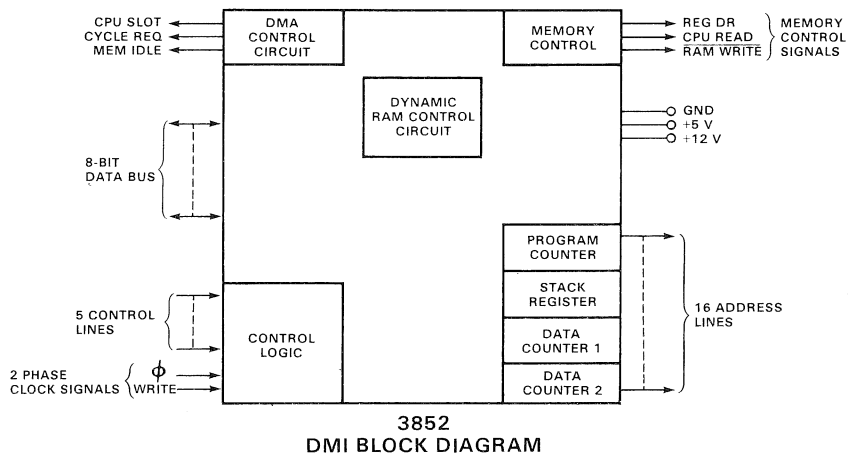 CPU SLOT
CYCLE REQ
MEM IDLE
DMA
CONTROL
CIRCUIT
MEMORY
CONTROL
REG DR
CPU READ
RAM WRITE
MEMORY
CONTROL
SIGNALS
DYNAMIC
RAM CONTROL
CIRCUIT
GND
+5 V
+12 V
8-BIT
DATA BUS
PROGRAM
COUNTER
STACK
REGISTER
DATA
COUNTER 1
DATA
COUNTER 2
16 ADDRESS
LINES
5 CONTROL
LINES
CONTROL
LOGIC
2 PHASE
CLOCK SIGNALS
ϕ
WRITE
3852
DMI BLOCK DIAGRAM